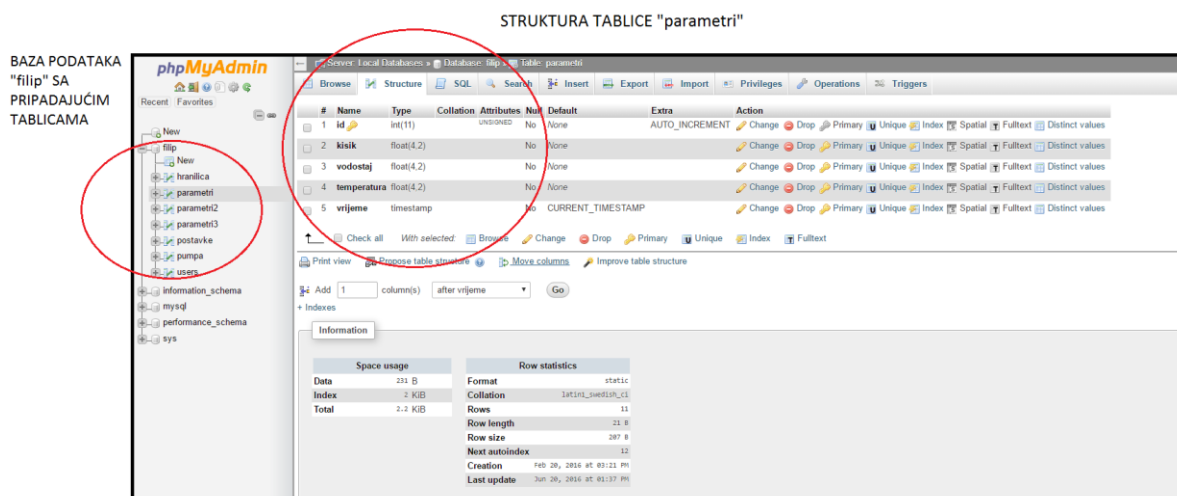 STRUKTURA TABLICE "parametri"
BAZA PODATAKA
"filip" SA
PRIPADAJUĆIM
TABLICAMA
phpMyAdmin
Recent Favorites
New
filip
New
hranilica
parametri
parametri2
parametri3
postavke
pumpa
users
information_schema
mysql
performance_schema
sys
Server: Local Databases » Database: filip » Table: parametri
Browse Structure SQL Search Insert Export Import Privileges Operations Triggers
# Name Type Collation Attributes Null Default Extra Action
1 id int(11) UNSIGNED No None AUTO_INCREMENT Change Drop Primary Unique Index Spatial Fulltext Distinct values
2 kisik float(4,2) No None Change Drop Primary Unique Index Spatial Fulltext Distinct values
3 vodostaj float(4,2) No None Change Drop Primary Unique Index Spatial Fulltext Distinct values
4 temperatura float(4,2) No None Change Drop Primary Unique Index Spatial Fulltext Distinct values
5 vrijeme timestamp No CURRENT_TIMESTAMP Change Drop Primary Unique Index Spatial Fulltext Distinct values
Check all With selected: Browse Change Drop Primary Unique Index Fulltext
Print view Propose table structure Move columns Improve table structure
Add 1 column(s) after vrijeme Go
+ Indexes
Information
Space usage
Data 231 B
Index 2 KiB
Total 2.2 KiB
Row statistics
Format static
Collation latin1_swedish_ci
Rows 11
Row length 21 B
Row size 207 B
Next autoindex 12
Creation Feb 20, 2016 at 03:21 PM
Last update Jun 20, 2016 at 01:37 PM